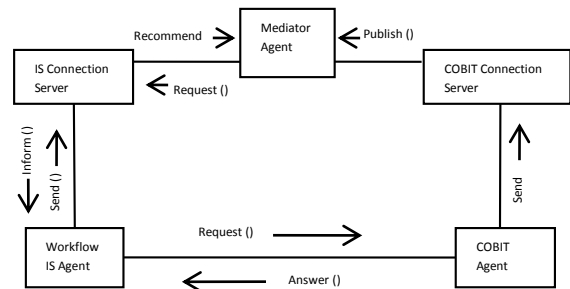 Mediator
Agent
Recommend
Publish ()
IS Connection
Server
COBIT Connection
Server
Request ()
Inform ()
Send ()
Send
Workflow
IS Agent
Request ()
COBIT
Agent
Answer ()